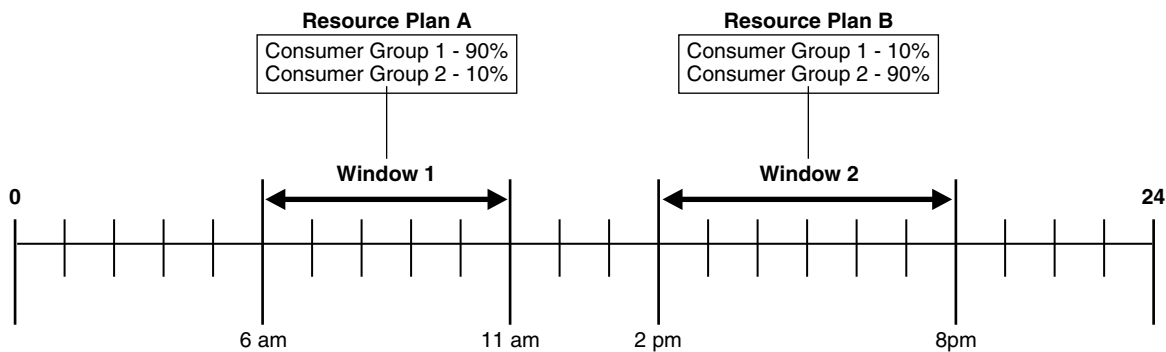 Resource Plan A
Consumer Group 1 - 90%
Consumer Group 2 - 10%
Resource Plan B
Consumer Group 1 - 10%
Consumer Group 2 - 90%
Window 1
Window 2
0
24
6 am
11 am
2 pm
8pm